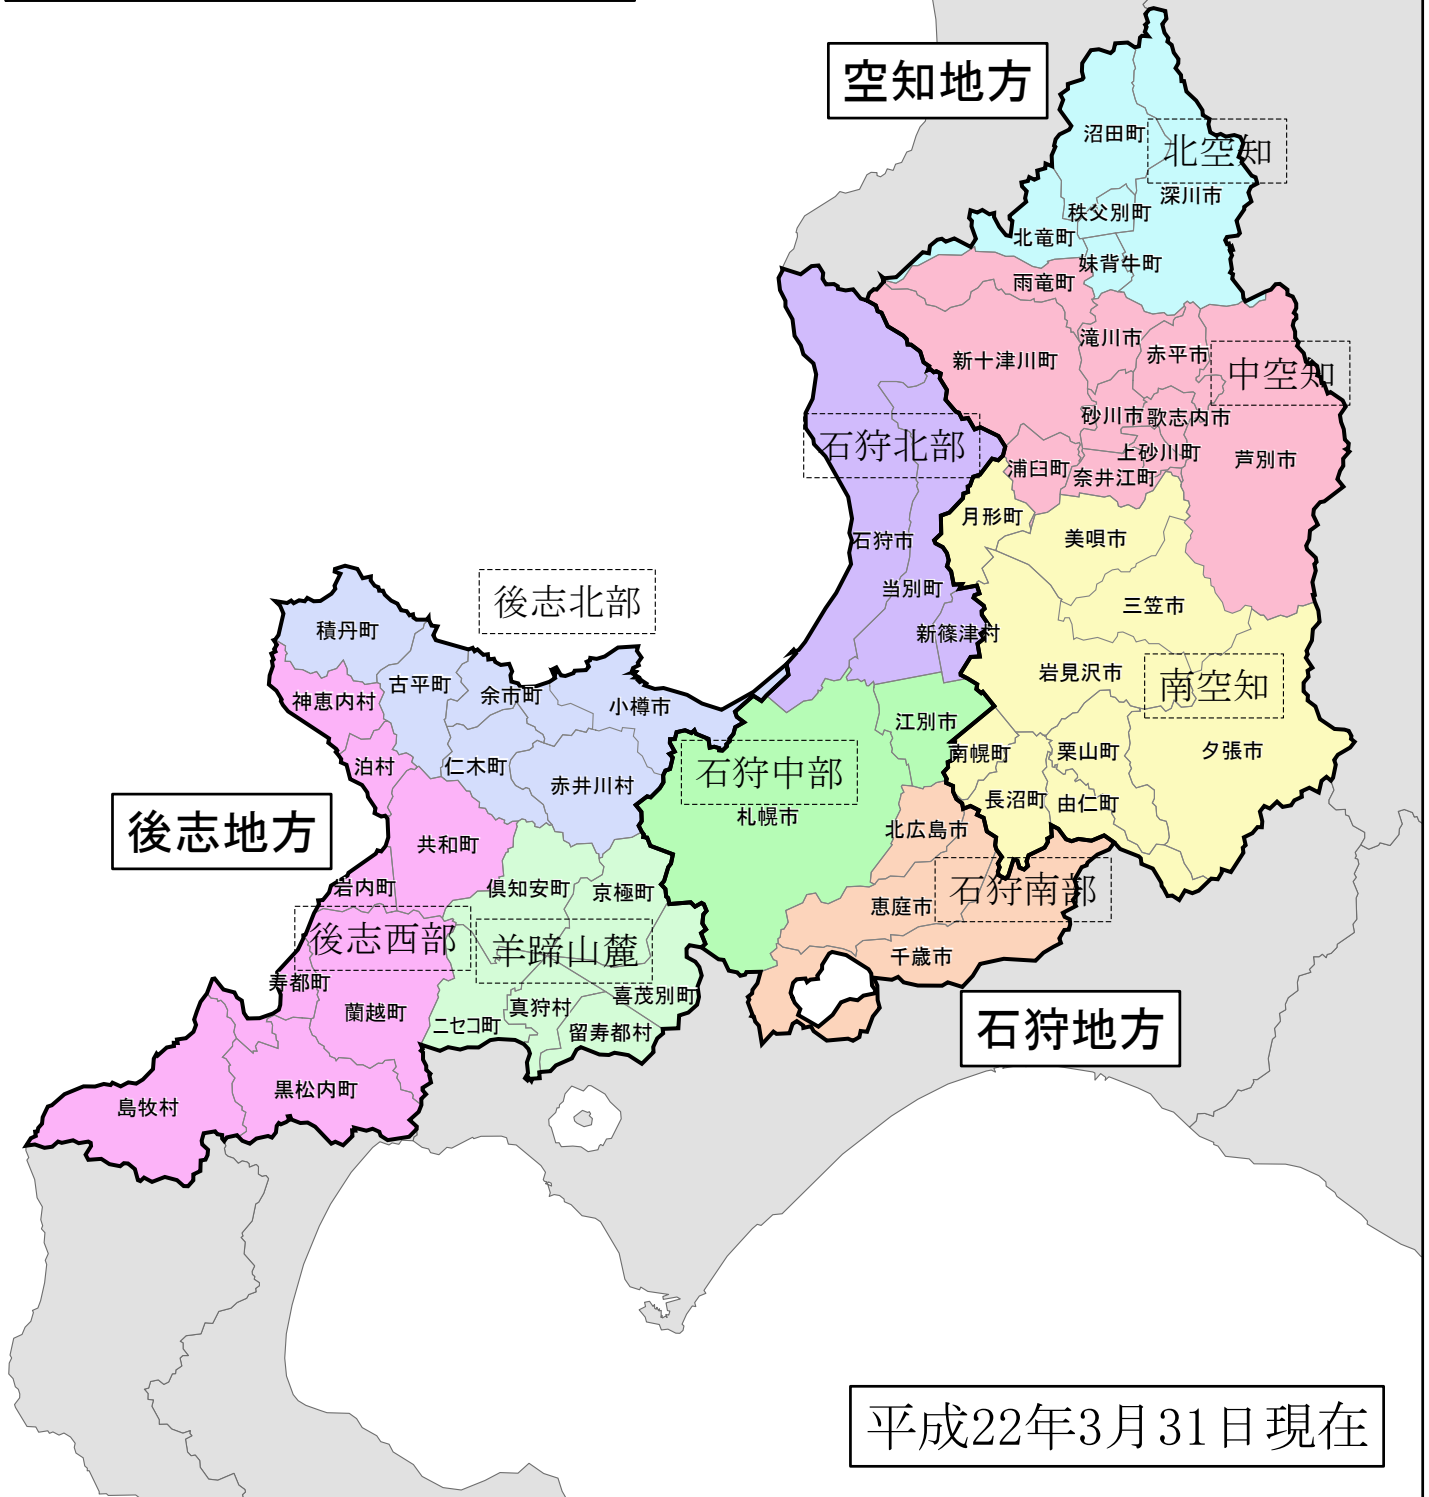 空知地方
沼田町
北空知
深川市
秩父別町
北竜町
妹背牛町
雨竜町
滝川市
赤平市
新十津川町
中空知
砂川市
歌志内市
石狩北部
上砂川町
芦別市
浦臼町
奈井江町
月形町
美唄市
石狩市
当別町
後志北部
三笠市
積丹町
新篠津村
岩見沢市
古平町
南空知
余市町
神恵内村
小樽市
江別市
南幌町
栗山町
夕張市
泊村
仁木町
石狩中部
赤井川村
長沼町
由仁町
札幌市
後志地方
北広島市
共和町
岩内町
倶知安町
京極町
石狩南部
恵庭市
後志西部
羊蹄山麓
千歳市
寿都町
喜茂別町
真狩村
蘭越町
ニセコ町
留寿都村
石狩地方
黒松内町
島牧村
平成22年3月31日現在